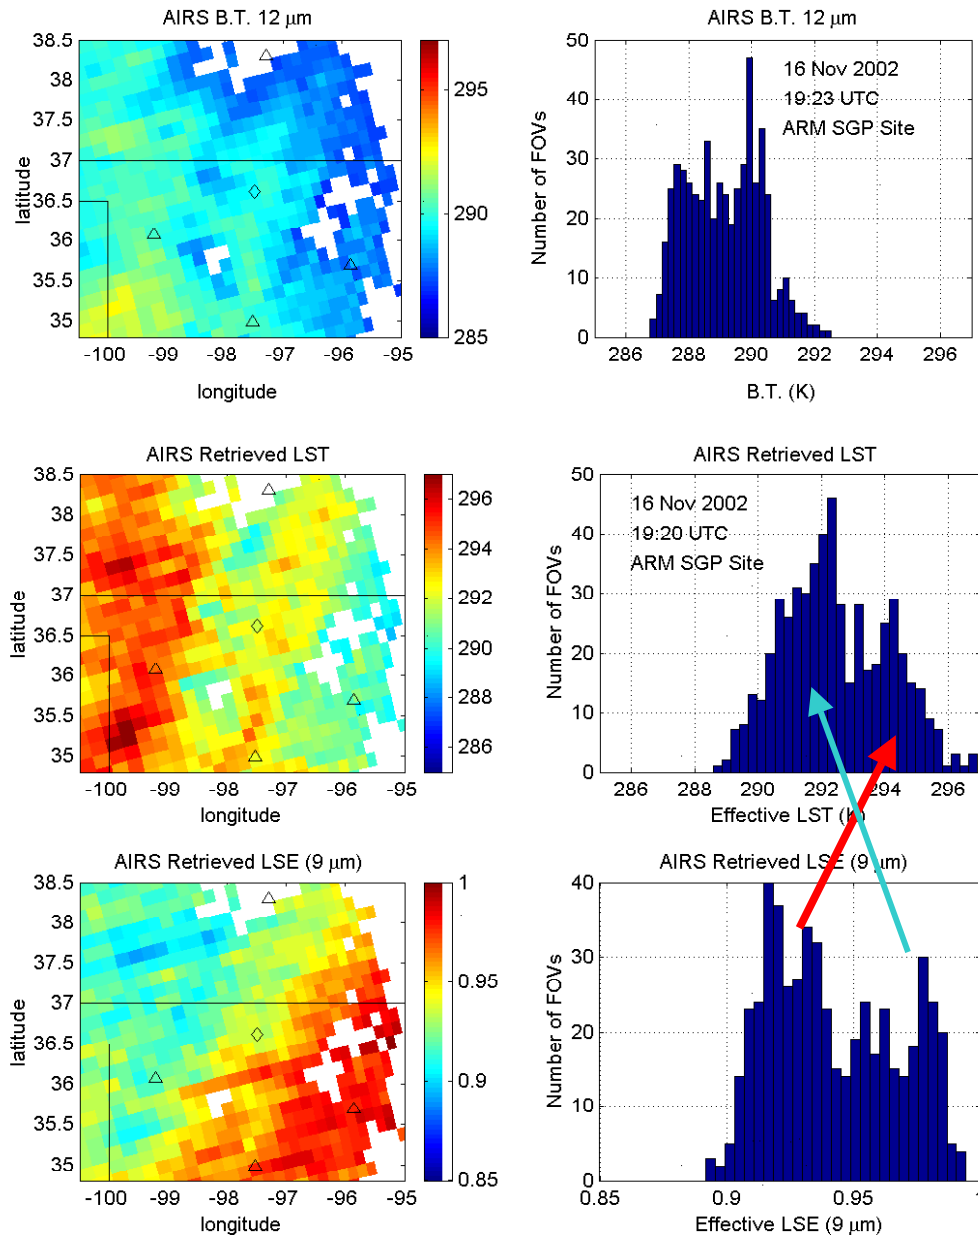 AIRS B.T. 12 μm
38.5
38
37.5
37
36.5
36
35.5
35
latitude
-100 -99 -98 -97 -96 -95
longitude
295
290
285
AIRS B.T. 12 μm
50
40
30
20
10
0
Number of FOVs
16 Nov 2002
19:23 UTC
ARM SGP Site
286 288 290 292 294 296
B.T. (K)
AIRS Retrieved LST
38.5
38
37.5
37
36.5
36
35.5
35
latitude
-100 -99 -98 -97 -96 -95
longitude
296
294
292
290
288
286
AIRS Retrieved LST
50
40
30
20
10
0
Number of FOVs
16 Nov 2002
19:20 UTC
ARM SGP Site
286 288 290 292 294 296
Effective LST (K)
AIRS Retrieved LSE (9 μm)
38.5
38
37.5
37
36.5
36
35.5
35
latitude
-100 -99 -98 -97 -96 -95
longitude
1
0.95
0.9
0.85
AIRS Retrieved LSE (9 μm)
40
30
20
10
0
Number of FOVs
0.85 0.9 0.95 1
Effective LSE (9 μm)